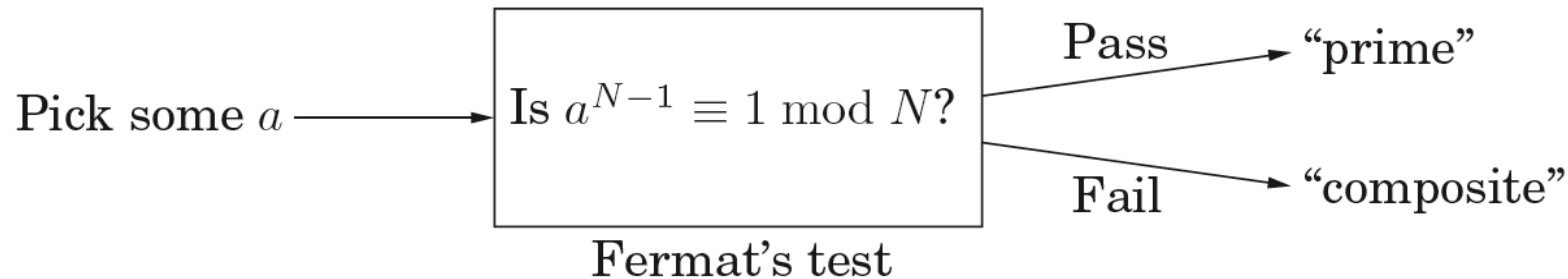 Pick some a
Is a^{N−1} ≡ 1 mod N?
Pass
“prime”
Fail
“composite”
Fermat’s test